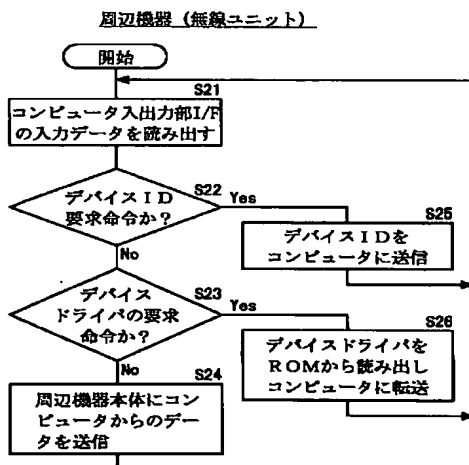 周辺機器（無線ユニット）
開始
S21
コンピュータ入出力部I/F
の入力データを読み出す
S22
デバイスＩＤ
要求命令か？
Yes
S25
デバイスＩＤを
コンピュータに送信
No
S23
デバイス
ドライバの要求
命令か？
Yes
S26
デバイスドライバを
ＲＯＭから読み出し
コンピュータに転送
No
S24
周辺機器本体にコン
ピュータからのデー
タを送信